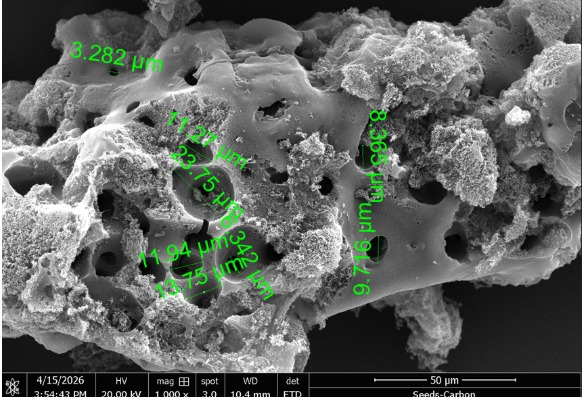 3.282 µm
11.27 µm
23.75 µm
8.365 µm
342 µm
11.94 µm
13.75 µm
9.716 µm
4/15/2026 HV mag spot WD det 50 µm
3:54:43 PM 20.00 kV 1 000 x 3.0 10.4 mm ETD Seeds-Carbon